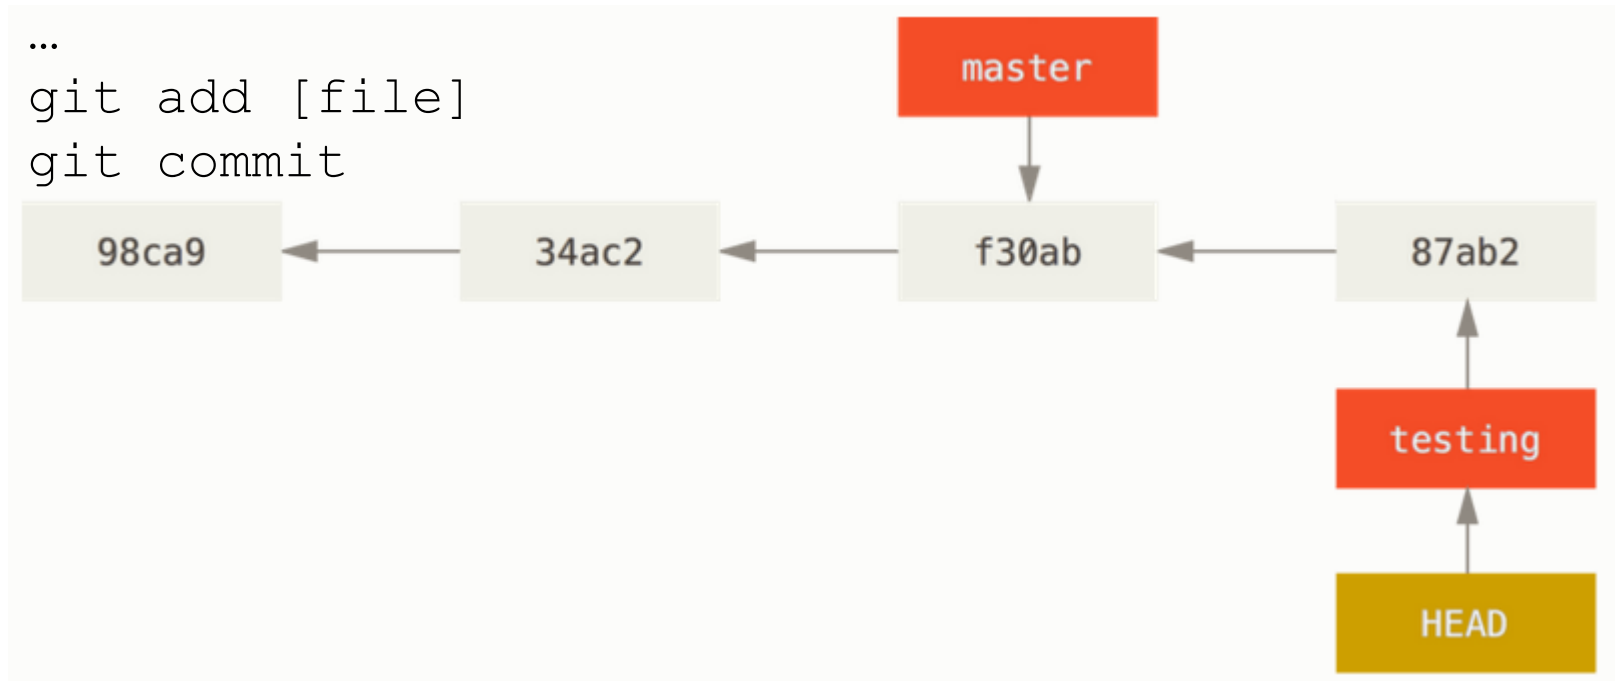 …
git add [file]
git commit
master
98ca9
34ac2
f30ab
87ab2
testing
HEAD